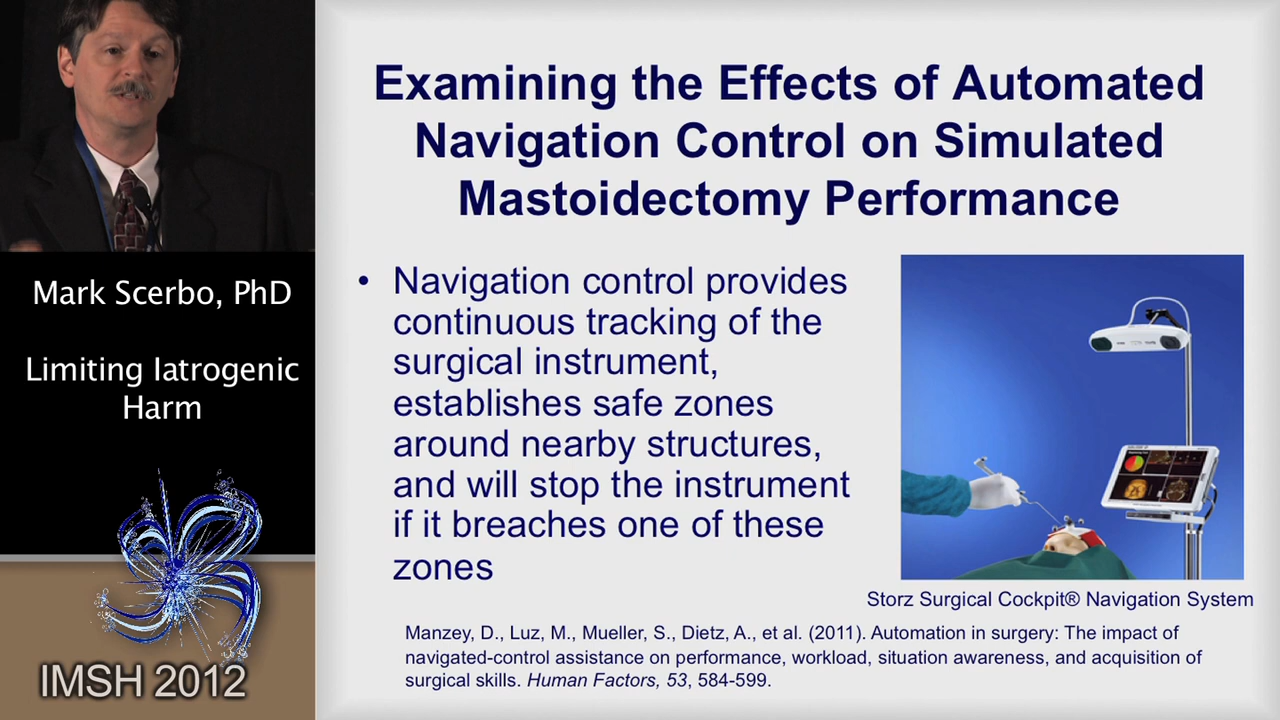 Mark Scerbo, PhD
Limiting Iatrogenic
Harm
IMSH 2012
Examining the Effects of Automated
Navigation Control on Simulated
Mastoidectomy Performance
• Navigation control provides
continuous tracking of the
surgical instrument,
establishes safe zones
around nearby structures,
and will stop the instrument
if it breaches one of these
zones
Storz Surgical Cockpit® Navigation System
Manzey, D., Luz, M., Mueller, S., Dietz, A., et al. (2011). Automation in surgery: The impact of
navigated-control assistance on performance, workload, situation awareness, and acquisition of
surgical skills. Human Factors, 53, 584-599.